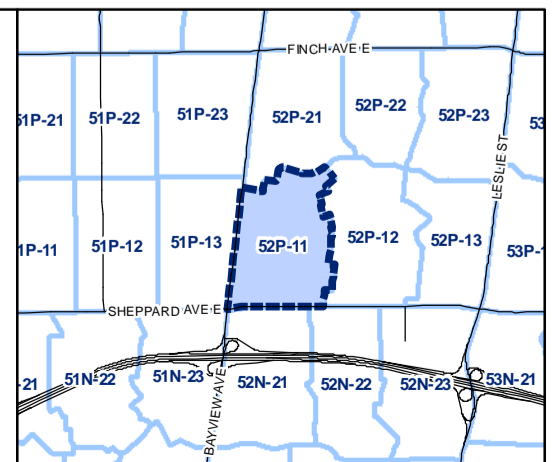 FINCH AVE E
51P-21 51P-22 51P-23 52P-21 52P-22 52P-23 53
LESLIE ST
1P-11 51P-12 51P-13 52P-11 52P-12 52P-13 53P-1
SHEPPARD AVE E
-21 51N-22 51N-23 52N-21 52N-22 52N-23 53N-21
BAYVIEW AVE